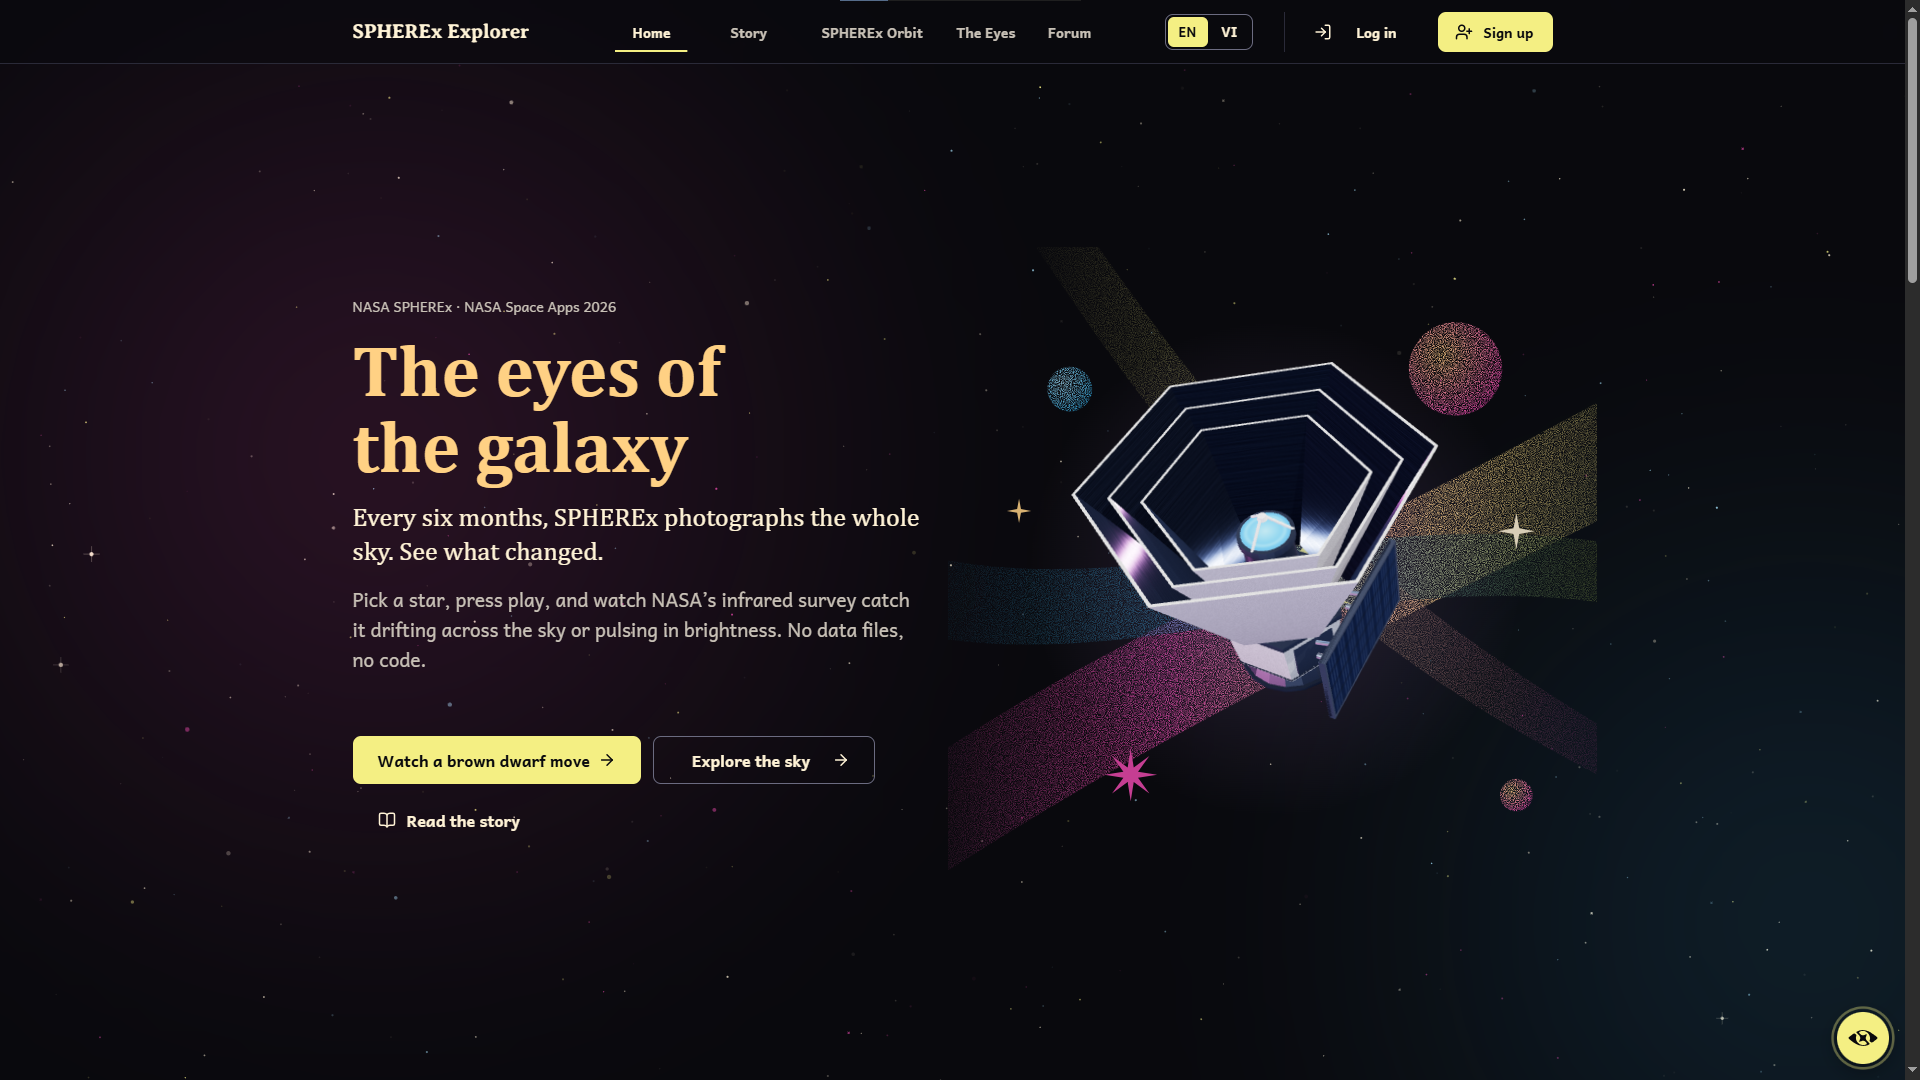 SPHEREx Explorer
Home
Story
SPHEREx Orbit
The Eyes
Forum
EN
VI
Log in
Sign up
NASA SPHEREx · NASA Space Apps 2026
The eyes of
the galaxy
Every six months, SPHEREx photographs the whole
sky. See what changed.
Pick a star, press play, and watch NASA’s infrared survey catch
it drifting across the sky or pulsing in brightness. No data files,
no code.
Watch a brown dwarf move
Explore the sky
Read the story